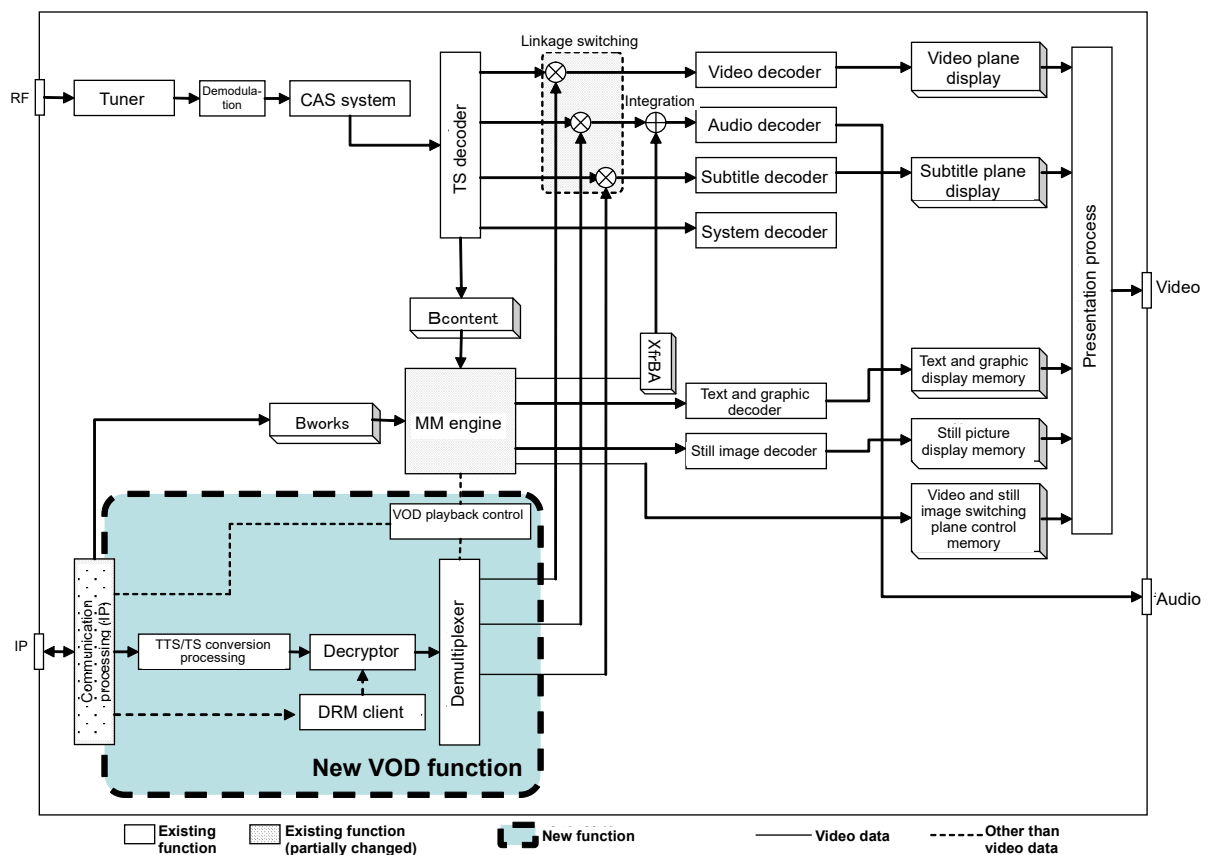 Linkage switching
RF
Tuner
Demodula-
tion
CAS system
TS decoder
Integration
Video decoder
Audio decoder
Subtitle decoder
System decoder
Video plane
display
Subtitle plane
display
Presentation process
Video
Bcontent
XfrBA
MM engine
Bworks
Text and graphic
decoder
Still image decoder
Text and graphic
display memory
Still picture
display memory
Video and still
image switching
plane control
memory
VOD playback control
Audio
IP
Communication
processing (IP)
TTS/TS conversion
processing
Decryptor
DRM client
Demultiplexer
New VOD function
Existing
function
Existing function
(partially changed)
New function
Video data
Other than
video data